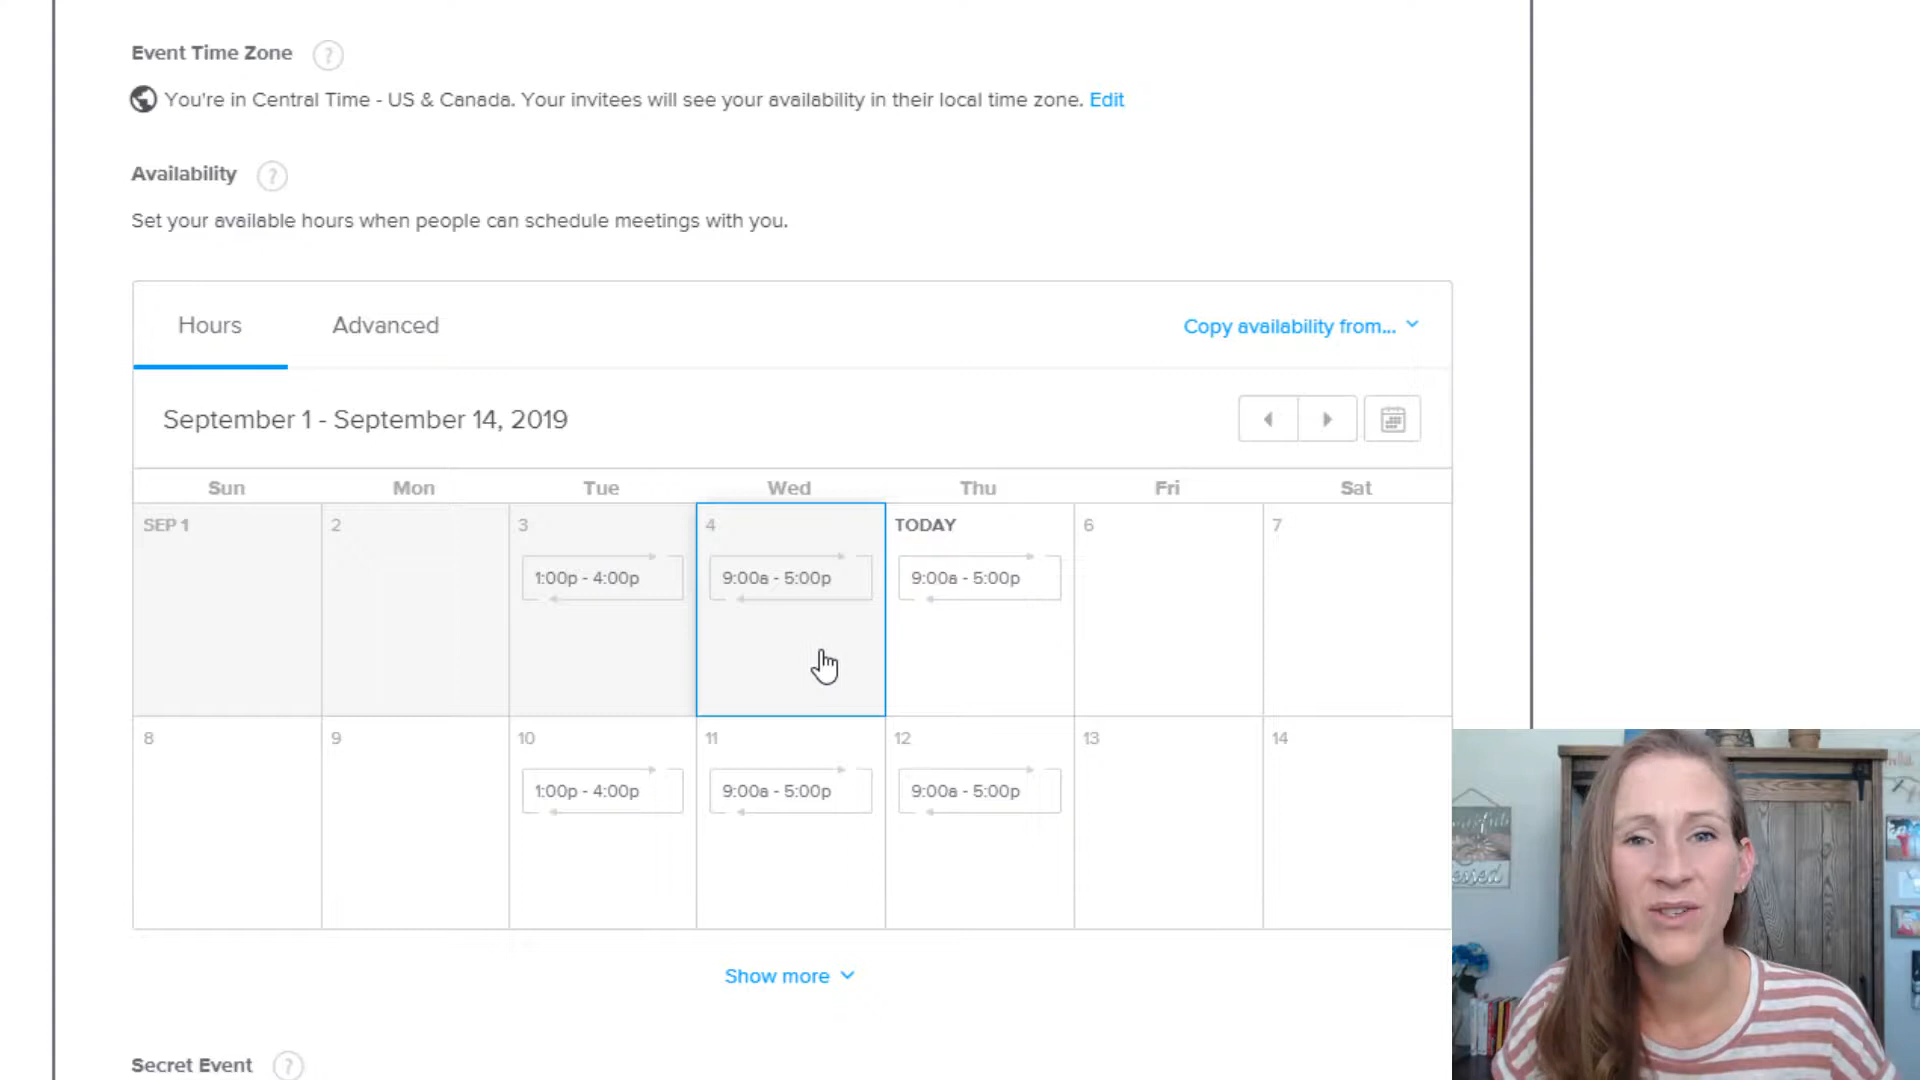 Event Time Zone ?
You're in Central Time - US & Canada. Your invitees will see your availability in their local time zone. Edit
Availability ?
Set your available hours when people can schedule meetings with you.
Hours Advanced Copy availability from...
September 1 - September 14, 2019
Sun Mon Tue Wed Thu Fri Sat
SEP 1 2 3 4 TODAY 6 7
1:00p - 4:00p 9:00a - 5:00p 9:00a - 5:00p
8 9 10 11 12 13 14
1:00p - 4:00p 9:00a - 5:00p 9:00a - 5:00p
Show more
Secret Event ?